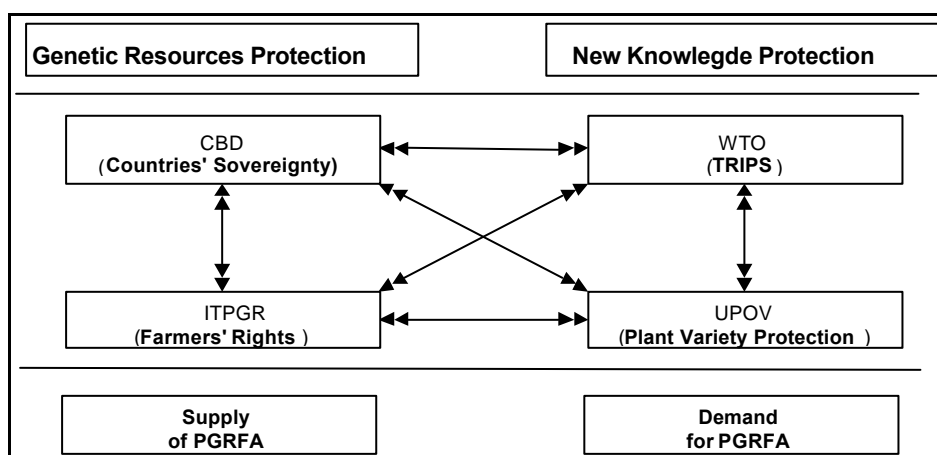 Genetic Resources Protection
New Knowlegde Protection
CBD
(Countries' Sovereignty)
WTO
(TRIPS )
ITPGR
(Farmers' Rights )
UPOV
(Plant Variety Protection )
Supply
of PGRFA
Demand
for PGRFA